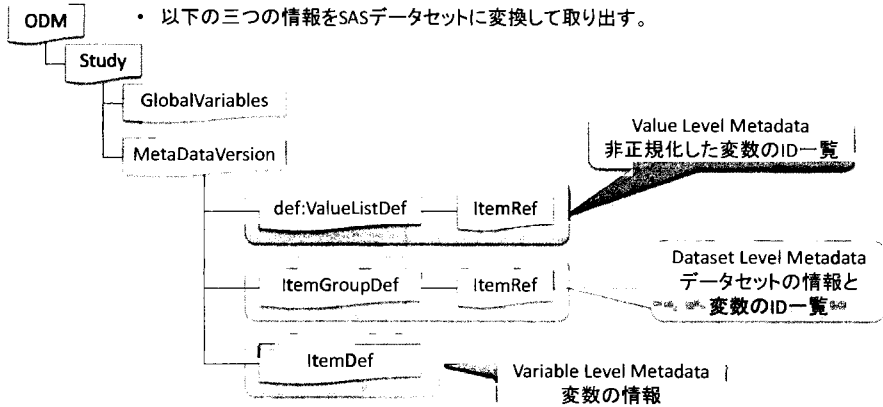 ODM
• 以下の三つの情報をSASデータセットに変換して取り出す。
Study
GlobalVariables
MetaDataVersion
Value Level Metadata
非正規化した変数のID一覧
def:ValueListDef
ItemRef
ItemGroupDef
ItemRef
Dataset Level Metadata
データセットの情報と
変数のID一覧
ItemDef
Variable Level Metadata
変数の情報